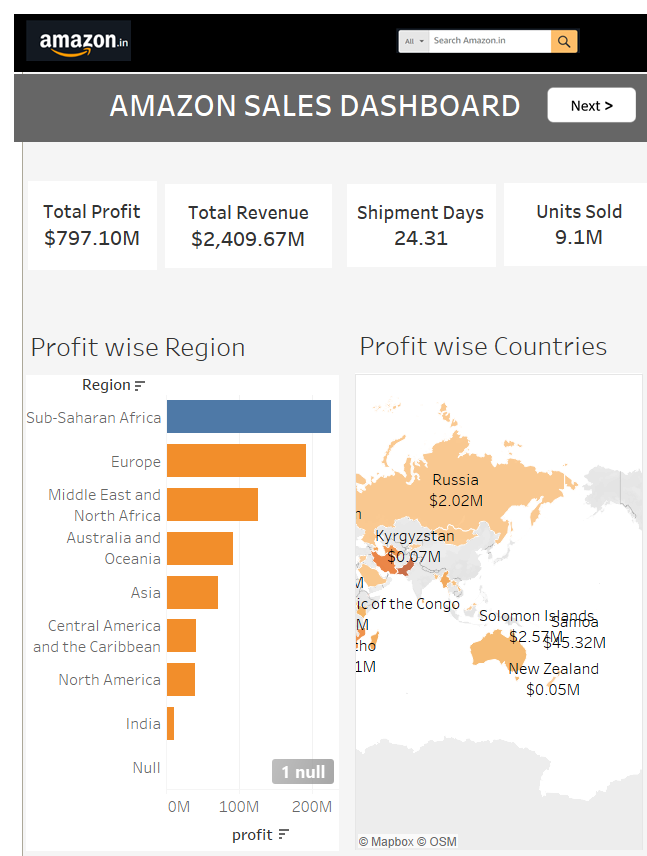 amazon.in
All
Search Amazon.in
AMAZON SALES DASHBOARD
Next >
Total Profit
$797.10M
Total Revenue
$2,409.67M
Shipment Days
24.31
Units Sold
9.1M
Profit wise Region
Region
Sub-Saharan Africa
Europe
Middle East and
North Africa
Australia and
Oceania
Asia
Central America
and the Caribbean
North America
India
Null
1 null
0M
100M
200M
profit
Profit wise Countries
Russia
$2.02M
n
Kyrgyzstan
$0.07M
M
ic of the Congo
M
Solomon Islands
$2.57M
Samoa
$45.32M
ho
1M
New Zealand
$0.05M
© Mapbox © OSM